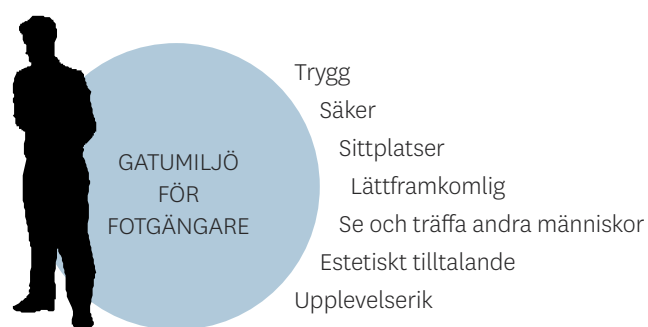 GATUMILJÖ
FÖR
FOTGÄNGARE
Trygg
Säker
Sittplatser
Lättframkomlig
Se och träffa andra människor
Estetiskt tilltalande
Upplevelserik